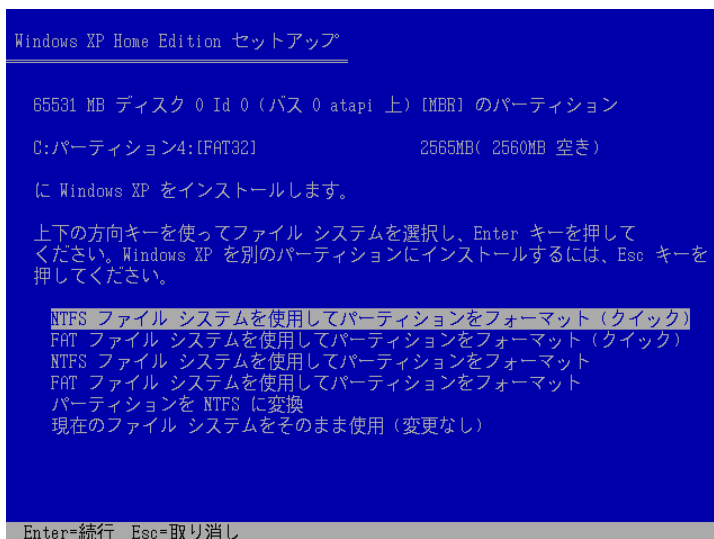 Windows XP Home Edition セットアップ
65531 MB ディスク 0 Id 0 (バス 0 atapi 上) [MBR] のパーティション
C:パーティション4:[FAT32] 2565MB( 2560MB 空き)
に Windows XP をインストールします。
上下の方向キーを使ってファイル システムを選択し、Enter キーを押して
ください。Windows XP を別のパーティションにインストールするには、Esc キーを
押してください。
NTFS ファイル システムを使用してパーティションをフォーマット (クイック)
FAT ファイル システムを使用してパーティションをフォーマット (クイック)
NTFS ファイル システムを使用してパーティションをフォーマット
FAT ファイル システムを使用してパーティションをフォーマット
パーティションを NTFS に変換
現在のファイル システムをそのまま使用 (変更なし)
Enter=続行 Esc=取り消し